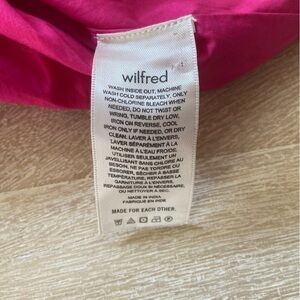 wilfred
WASH INSIDE OUT, MACHINE
WASH COLD SEPARATELY, ONLY
NON-CHLORINE BLEACH WHEN
NEEDED, DO NOT TWIST OR
WRING, TUMBLE DRY LOW,
IRON ON REVERSE, COOL
IRON ONLY IF NEEDED, OR DRY
CLEAN. LAVER À L'ENVERS,
LAVER SÉPARÉMENT À LA
MACHINE À L'EAU FROIDE,
UTILISER SEULEMENT UN
JAVELLISANT SANS CHLORE AU
BESOIN, NE PAS TORDRE OU
ESSORER, SÉCHER À BASSE
TEMPÉRATURE, REPASSER LA
GARNITURE À L'ENVERS,
REPASSAGE DOUX SI NÉCESSAIRE,
OU NETTOYER À SEC.
MADE IN INDIA
FABRIQUÉ EN INDE
MADE FOR EACH OTHER.